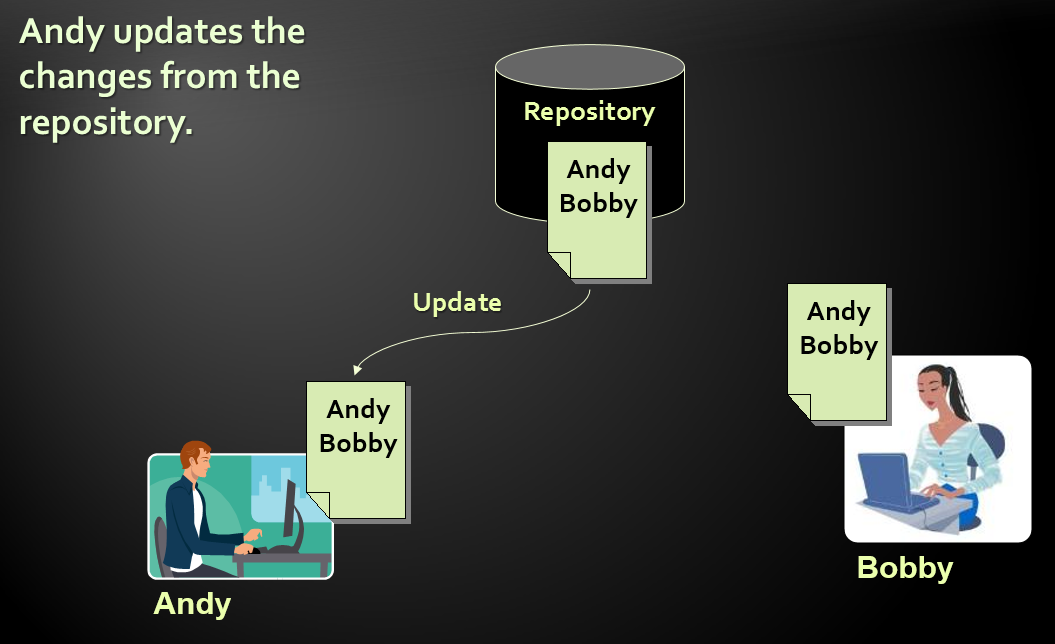 Andy updates the
changes from the
repository.
Repository
Andy
Bobby
Update
Andy
Bobby
Andy
Bobby
Andy
Bobby